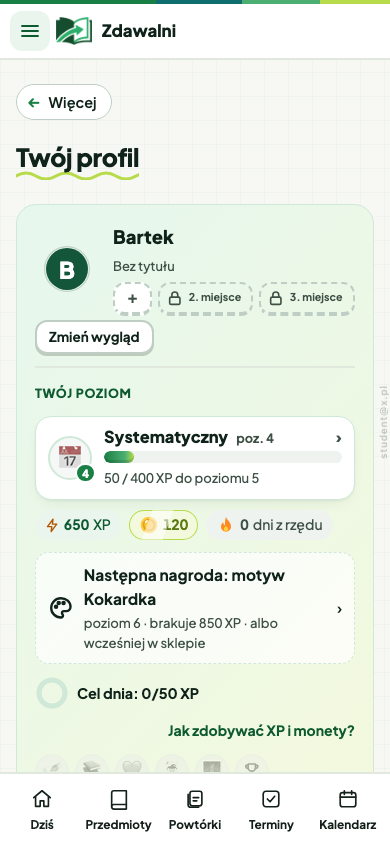 Zdawalni
← Więcej
Twój profil
B
Bartek
Bez tytułu
+
2. miejsce
3. miejsce
Zmień wygląd
TWÓJ POZIOM
17
4
Systematyczny poz. 4 ›
50 / 400 XP do poziomu 5
650 XP
120
0 dni z rzędu
Następna nagroda: motyw
Kokardka
poziom 6 · brakuje 850 XP · albo
wcześniej w sklepie
›
Cel dnia: 0/50 XP
Jak zdobywać XP i monety?
student@x.pl
Dziś
Przedmioty
Powtórki
Terminy
Kalendarz